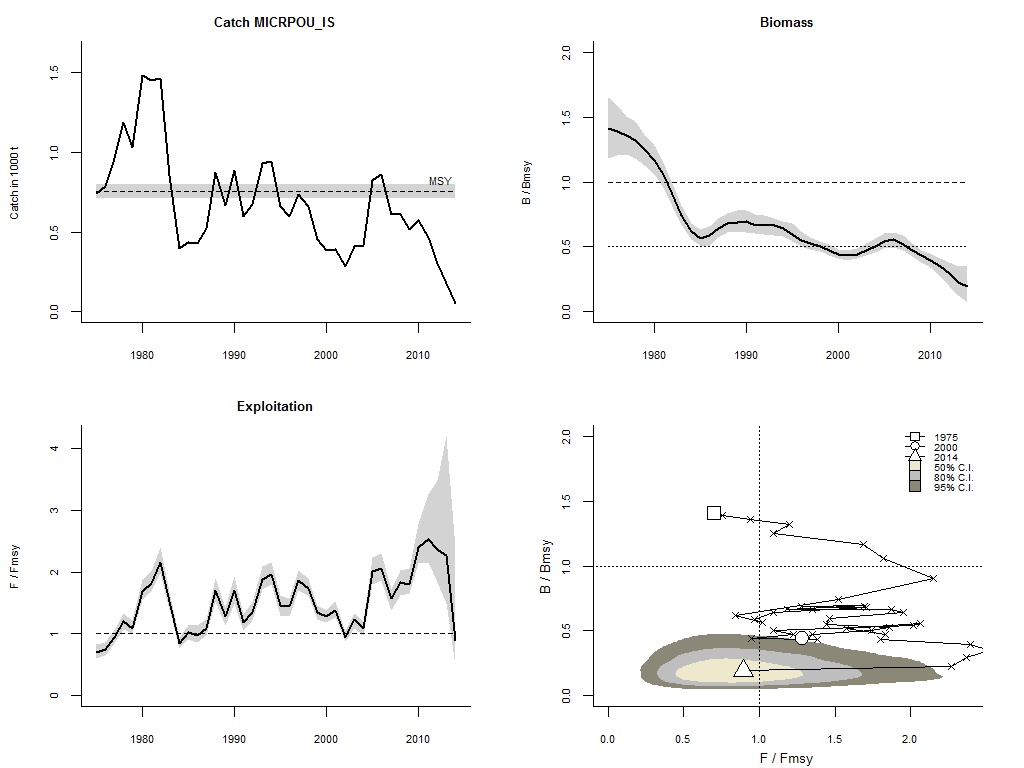 Catch MICRPOU_IS
Catch in 1000 t
0.0 0.5 1.0 1.5
MSY
1980 1990 2000 2010
Biomass
B / Bmsy
0.0 0.5 1.0 1.5 2.0
1980 1990 2000 2010
Exploitation
F / Fmsy
0 1 2 3 4
1980 1990 2000 2010
B / Bmsy
0.0 0.5 1.0 1.5 2.0
1975
2000
2014
50% C.I.
80% C.I.
95% C.I.
0.0 0.5 1.0 1.5 2.0
F / Fmsy